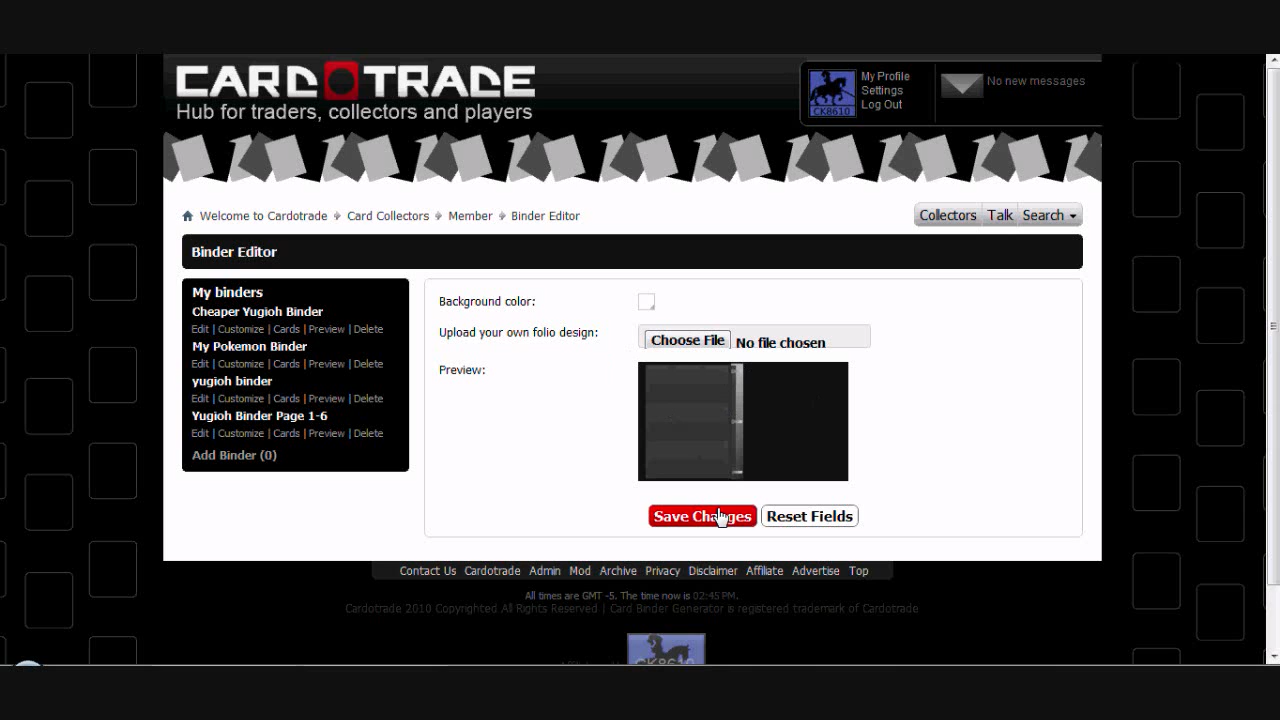 CARD TRADE
Hub for traders, collectors and players
CK8610
My Profile
Settings
Log Out
No new messages
Welcome to Cardotrade Card Collectors Member Binder Editor
Collectors Talk Search
Binder Editor
My binders
Cheaper Yugioh Binder
Edit | Customize | Cards | Preview | Delete
My Pokemon Binder
Edit | Customize | Cards | Preview | Delete
yugioh binder
Edit | Customize | Cards | Preview | Delete
Yugioh Binder Page 1-6
Edit | Customize | Cards | Preview | Delete
Add Binder (0)
Background color:
Upload your own folio design:
Choose File No file chosen
Preview:
Save Changes Reset Fields
Contact Us Cardotrade Admin Mod Archive Privacy Disclaimer Affiliate Advertise Top
All times are GMT -5. The time now is 02:45 PM.
Cardotrade 2010 Copyrighted All Rights Reserved | Card Binder Generator is registered trademark of Cardotrade
CK8610